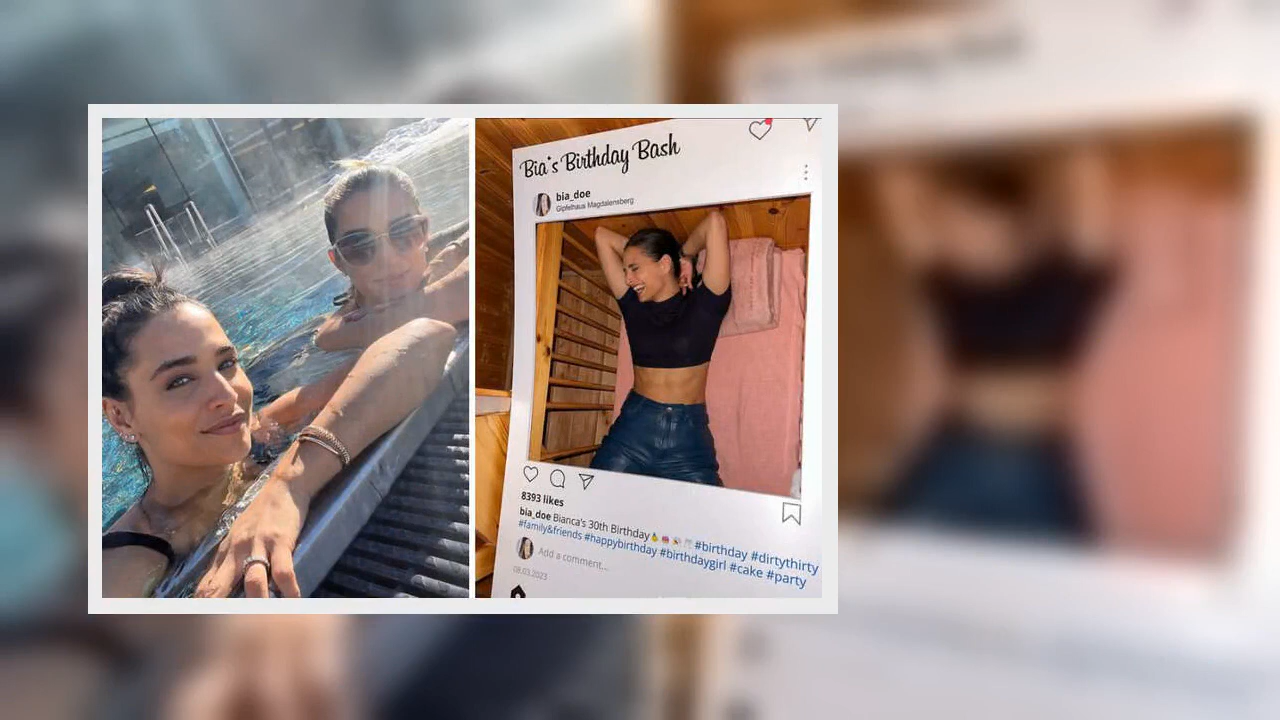 Bia's Birthday Bash
bia_doe
Gipfelhaus Magdalensberg
8393 likes
bia_doe Bianca's 30th Birthday🍾🎂🎉🥂#birthday #dirtythirty
#family&friends #happybirthday #birthdaygirl #cake #party
Add a comment...
08.03.2023